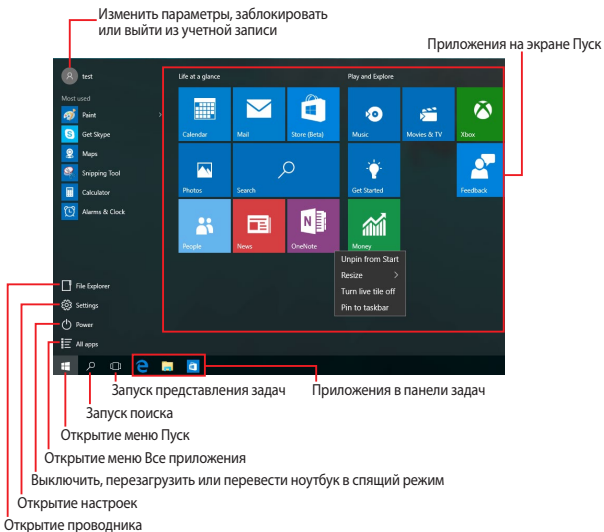 Изменить параметры, заблокировать
или выйти из учетной записи
Приложения на экране Пуск
test
Life at a glance
Play and Explore
Most used
Paint
Get Skype
Maps
Snipping Tool
Calculator
Alarms & Clock
Calendar
Mail
Store (Beta)
Music
Movies & TV
Xbox
Photos
Search
Get Started
Feedback
People
News
OneNote
Money
Unpin from Start
Resize
Turn live tile off
Pin to taskbar
File Explorer
Settings
Power
All apps
Запуск представления задач
Приложения в панели задач
Запуск поиска
Открытие меню Пуск
Открытие меню Все приложения
Выключить, перезагрузить или перевести ноутбук в спящий режим
Открытие настроек
Открытие проводника